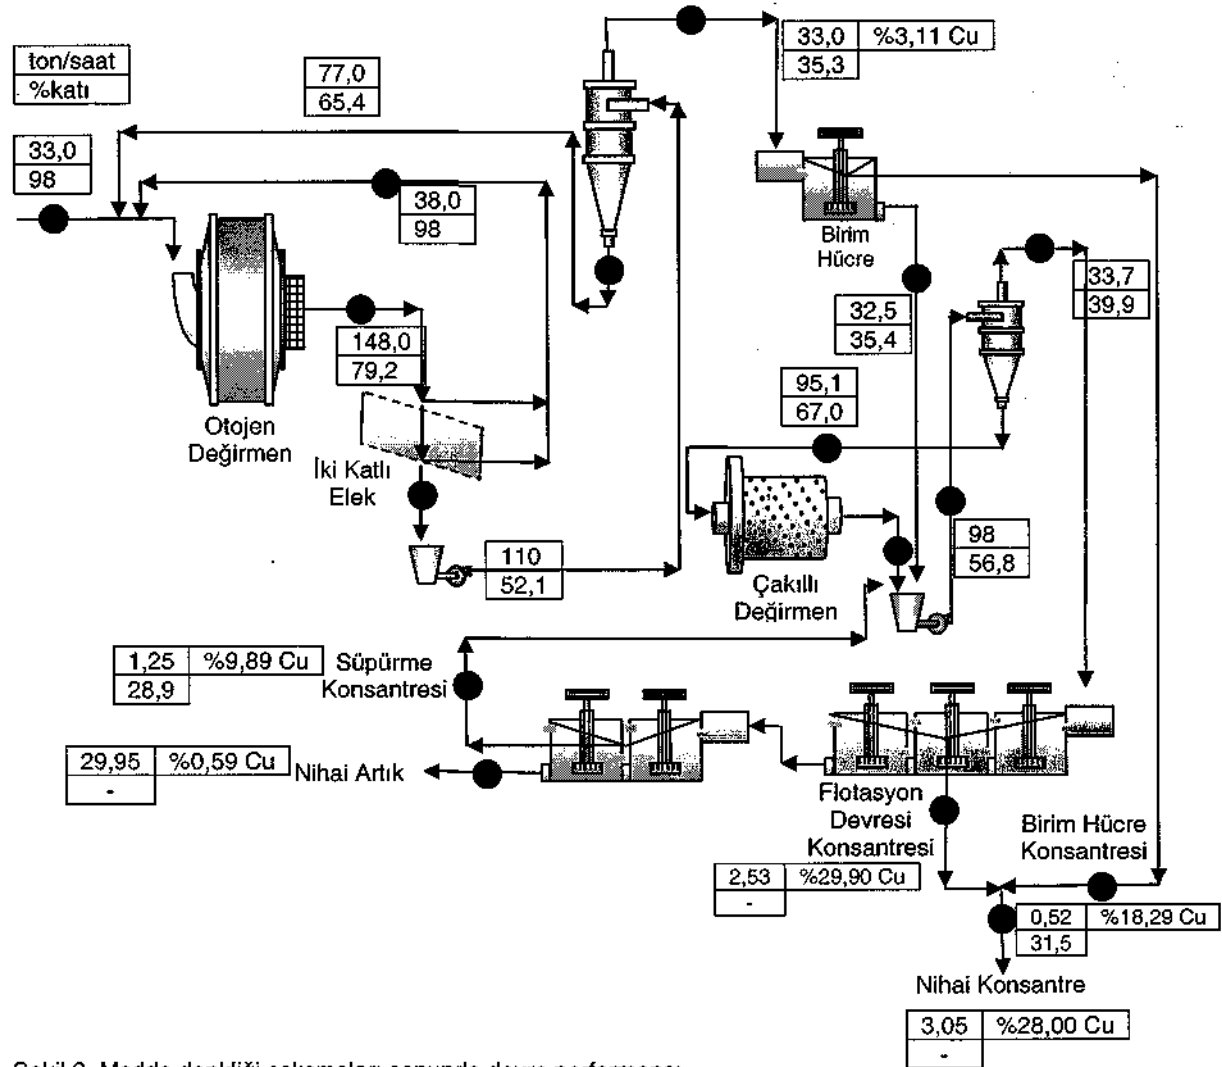 ton/saat
%katı
33,0
98
77,0
65,4
33,0 %3,11 Cu
35,3
38,0
98
Birim
Hücre
33,7
39,9
148,0
79,2
32,5
35,4
95,1
67,0
Otojen
Değirmen
İki Katlı
Elek
98
56,8
110
52,1
Çakıllı
Değirmen
1,25 %9,89 Cu
28,9
Süpürme
Konsantresi
29,95 %0,59 Cu
-
Nihai Artık
Flotasyon
Devresi
Konsantresi
Birim Hücre
Konsantresi
2,53 %29,90 Cu
-
0,52 %18,29 Cu
31,5
Nihai Konsantre
3,05 %28,00 Cu
-